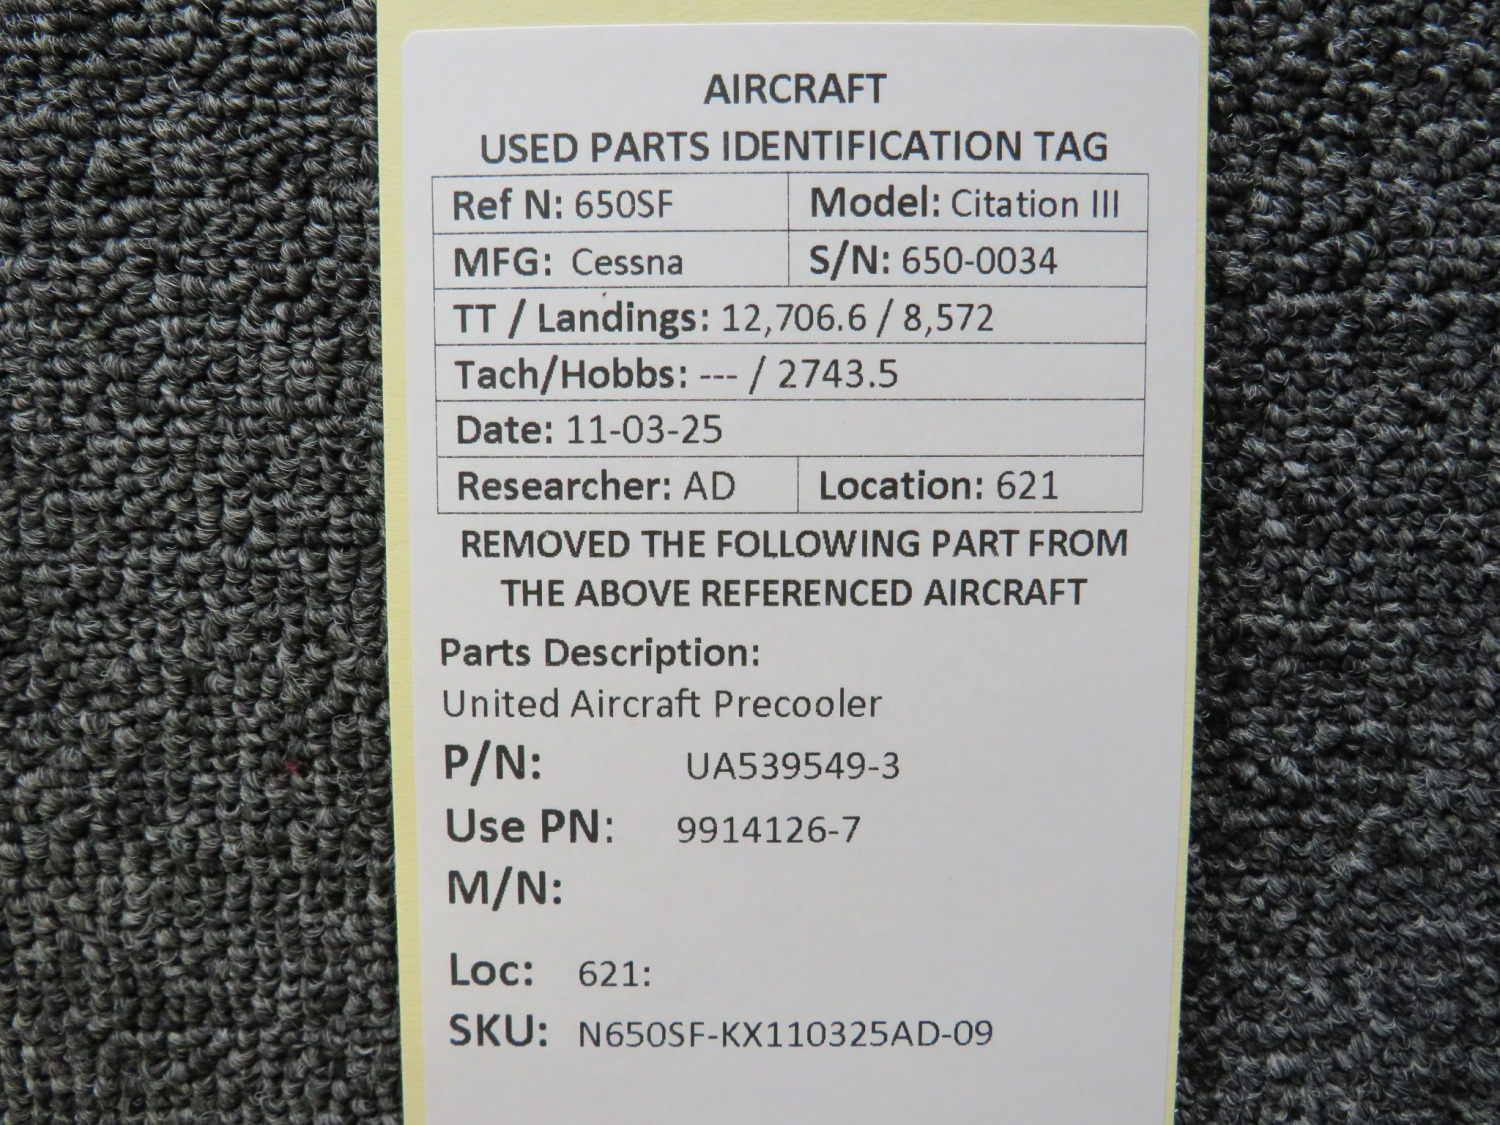 AIRCRAFT
USED PARTS IDENTIFICATION TAG
Ref N: 650SF Model: Citation III
MFG: Cessna S/N: 650-0034
TT / Landings: 12,706.6 / 8,572
Tach/Hobbs: --- / 2743.5
Date: 11-03-25
Researcher: AD Location: 621
REMOVED THE FOLLOWING PART FROM
THE ABOVE REFERENCED AIRCRAFT
Parts Description:
United Aircraft Precooler
P/N: UA539549-3
Use PN: 9914126-7
M/N:
Loc: 621:
SKU: N650SF-KX110325AD-09